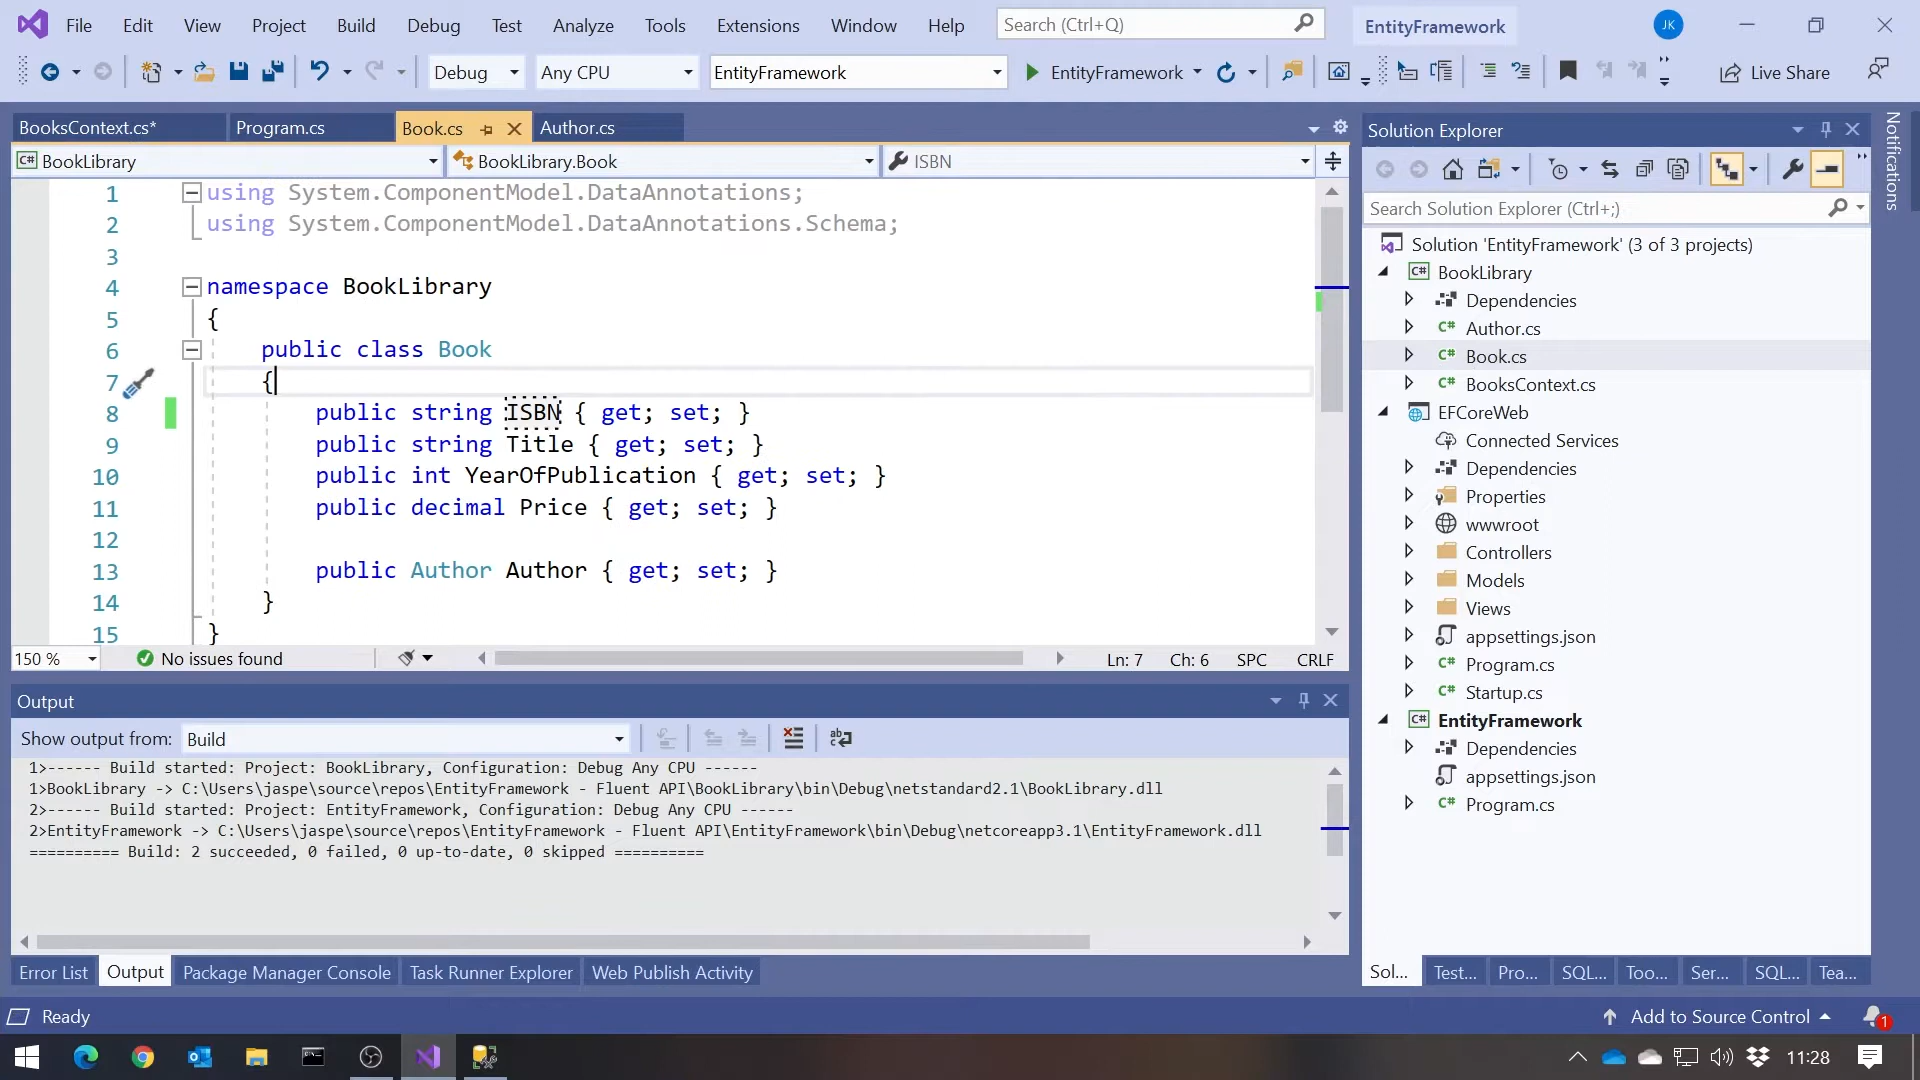 File Edit View Project Build Debug Test Analyze Tools Extensions Window Help Search (Ctrl+Q) EntityFramework JK
Debug Any CPU EntityFramework EntityFramework Live Share
BooksContext.cs* Program.cs Book.cs Author.cs
C# BookLibrary BookLibrary.Book ISBN
1 using System.ComponentModel.DataAnnotations;
2 using System.ComponentModel.DataAnnotations.Schema;
3
4 namespace BookLibrary
5 {
6 public class Book
7 {
8 public string ISBN { get; set; }
9 public string Title { get; set; }
10 public int YearOfPublication { get; set; }
11 public decimal Price { get; set; }
12
13 public Author Author { get; set; }
14 }
15 }
150 % No issues found Ln: 7 Ch: 6 SPC CRLF
Output
Show output from: Build
1>------ Build started: Project: BookLibrary, Configuration: Debug Any CPU ------
1>BookLibrary -> C:\Users\jaspe\source\repos\EntityFramework - Fluent API\BookLibrary\bin\Debug\netstandard2.1\BookLibrary.dll
2>------ Build started: Project: EntityFramework, Configuration: Debug Any CPU ------
2>EntityFramework -> C:\Users\jaspe\source\repos\EntityFramework - Fluent API\EntityFramework\bin\Debug\netcoreapp3.1\EntityFramework.dll
========== Build: 2 succeeded, 0 failed, 0 up-to-date, 0 skipped ==========
Error List Output Package Manager Console Task Runner Explorer Web Publish Activity
Solution Explorer
Search Solution Explorer (Ctrl+;)
Solution 'EntityFramework' (3 of 3 projects)
C# BookLibrary
Dependencies
C# Author.cs
C# Book.cs
C# BooksContext.cs
EFCoreWeb
Connected Services
Dependencies
Properties
wwwroot
Controllers
Models
Views
appsettings.json
C# Program.cs
C# Startup.cs
C# EntityFramework
Dependencies
appsettings.json
C# Program.cs
Sol... Test... Pro... SQL... Too... Ser... SQL... Tea...
Notifications
Ready Add to Source Control 1
11:28